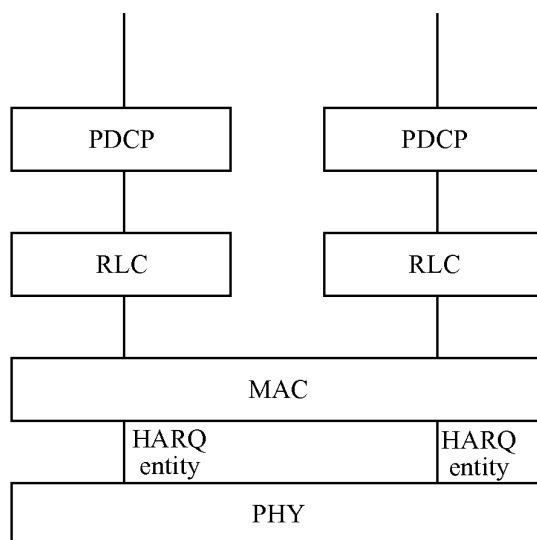 PDCP
PDCP
RLC
RLC
MAC
HARQ
entity
HARQ
entity
PHY